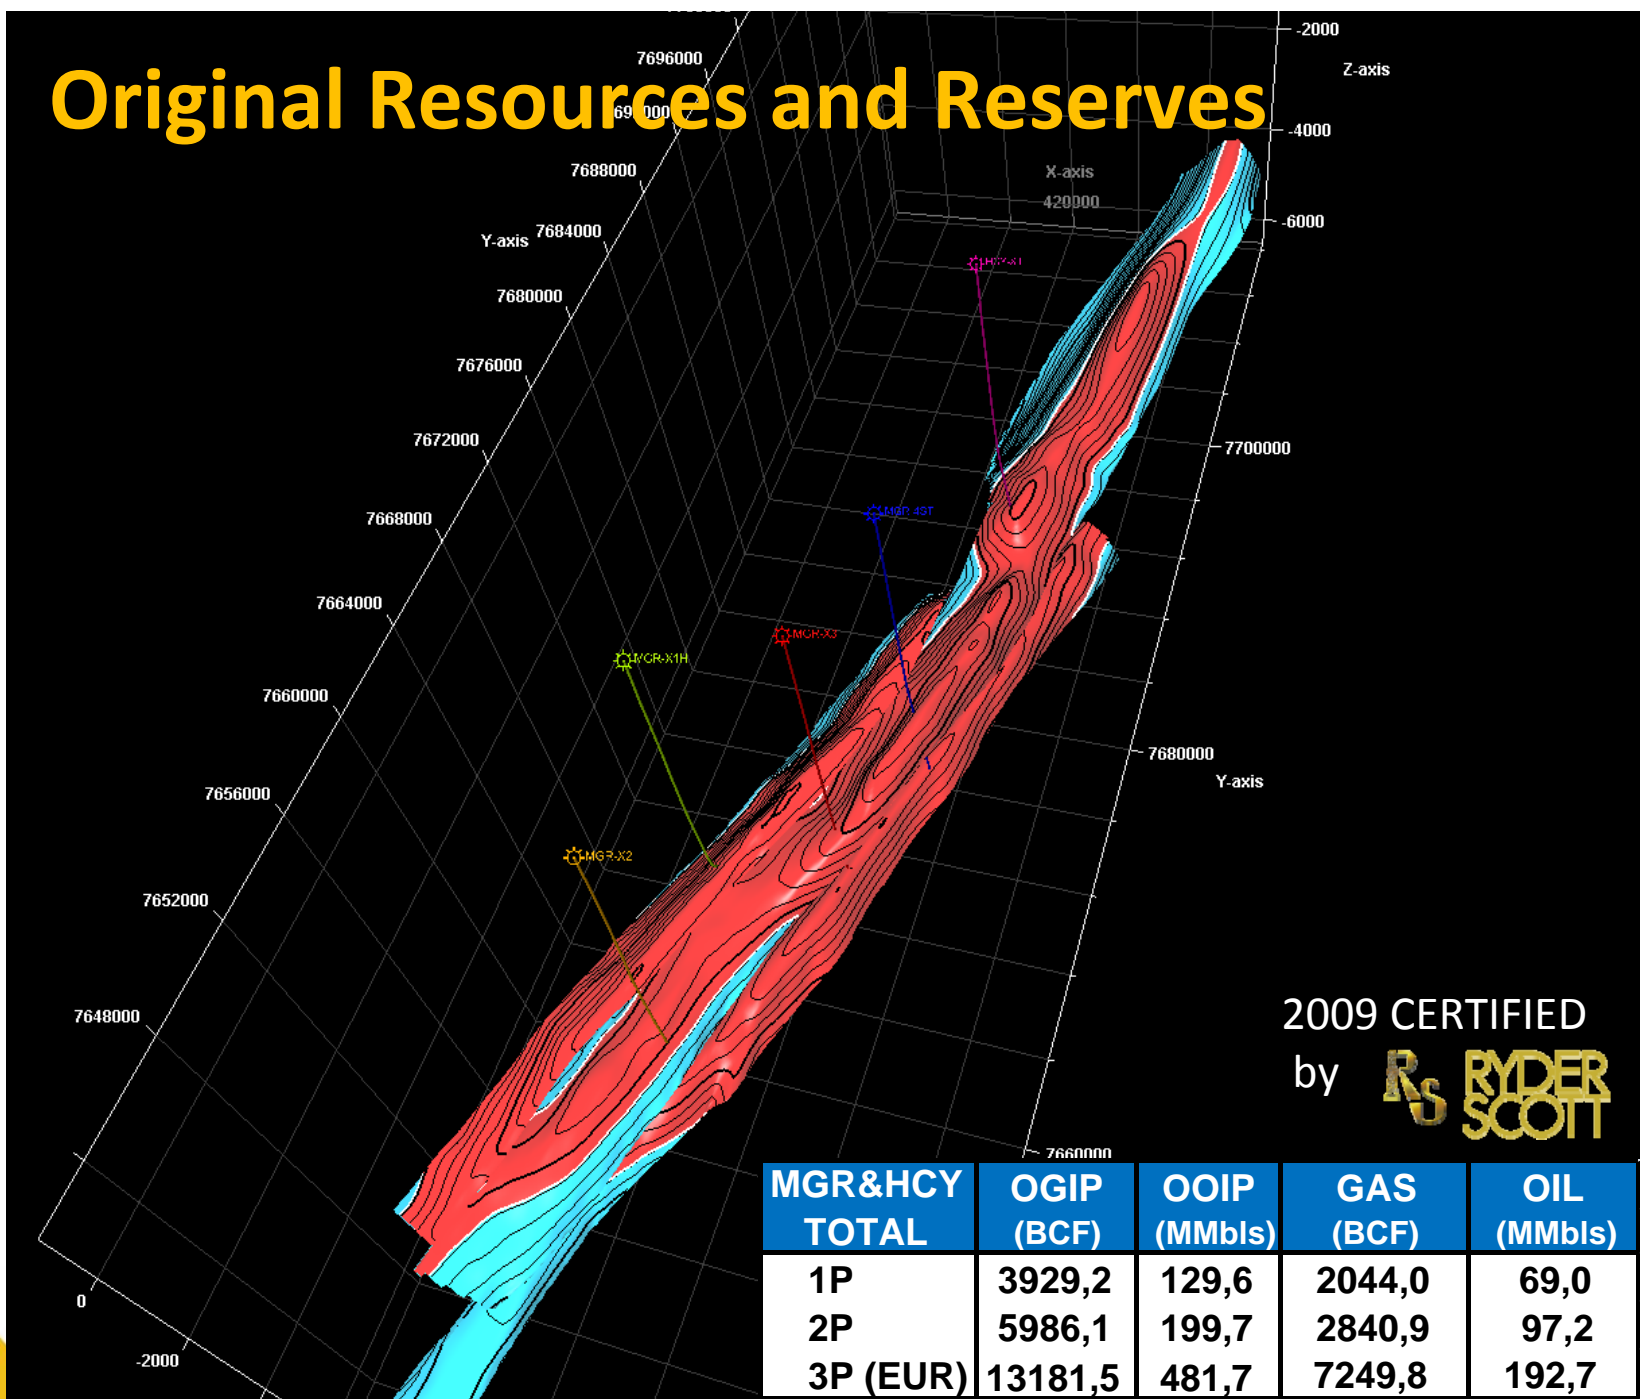 Original Resources and Reserves
7696000
7688000
7684000
Y-axis
7680000
7676000
7672000
7668000
7664000
7660000
7656000
7652000
7648000
0
-2000
-2000
Z-axis
-4000
-6000
X-axis
420000
7700000
7680000
Y-axis
7660000
MGR-4ST
MGR-X3
MGR-X1H
MGR-X2
2009 CERTIFIED
by RS RYDER
SCOTT
MGR&HCY OGIP OOIP GAS OIL
TOTAL (BCF) (MMbls) (BCF) (MMbls)
1P 3929,2 129,6 2044,0 69,0
2P 5986,1 199,7 2840,9 97,2
3P (EUR) 13181,5 481,7 7249,8 192,7